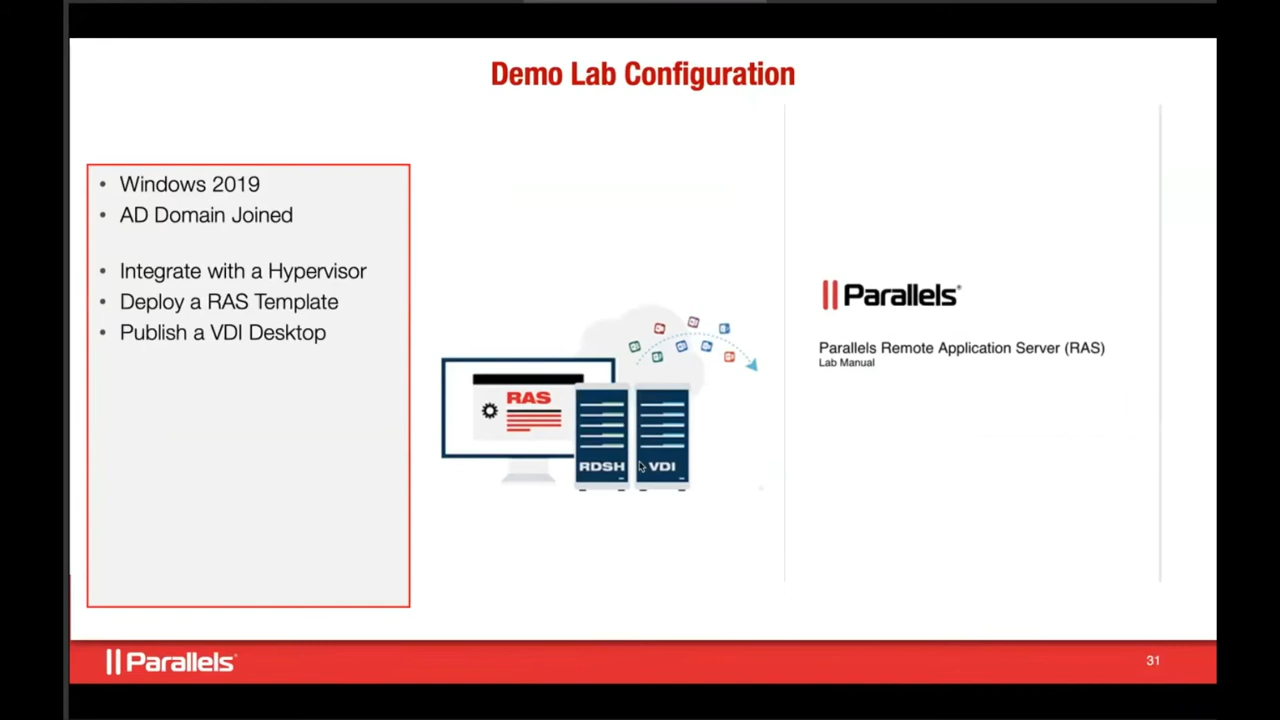 Demo Lab Configuration
• Windows 2019
• AD Domain Joined
• Integrate with a Hypervisor
• Deploy a RAS Template
• Publish a VDI Desktop
RAS
RDSH
VDI
Parallels®
Parallels Remote Application Server (RAS)
Lab Manual
Parallels®
31